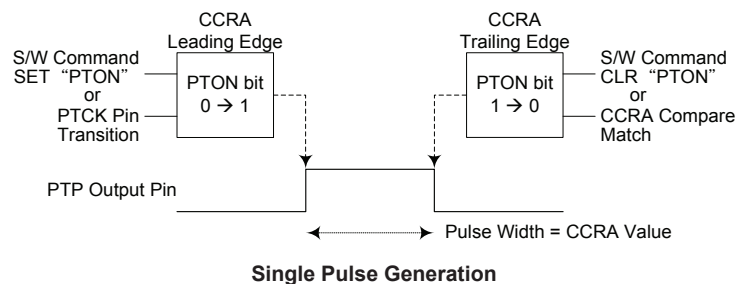 CCRA
Leading Edge
S/W Command
SET “PTON”
or
PTCK Pin
Transition
PTON bit
0 → 1
CCRA
Trailing Edge
PTON bit
1 → 0
S/W Command
CLR “PTON”
or
CCRA Compare
Match
PTP Output Pin
Pulse Width = CCRA Value
Single Pulse Generation